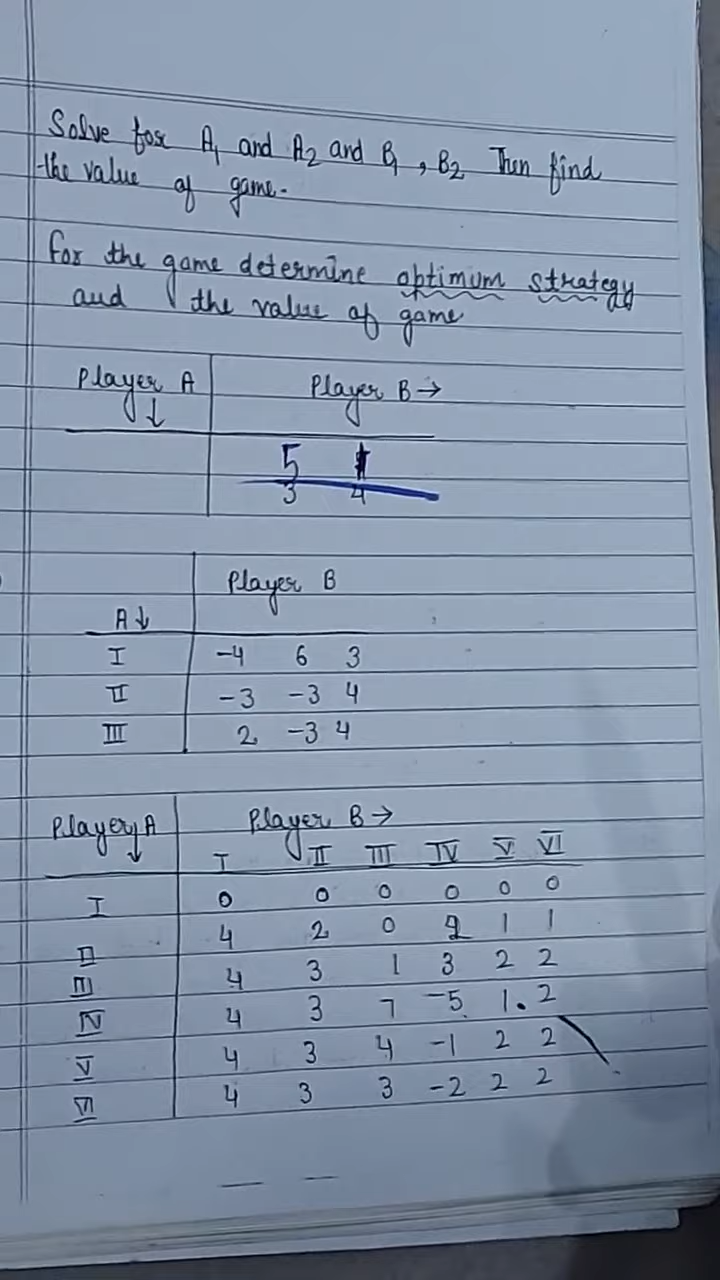 Solve for A1 and A2 and B1, B2 Then find
the value of game.
For the game determine optimum strategy
and the value of game
Player A ↓ Player B →
5
3 4
Player B
A ↓
I -4 6 3
II -3 -3 4
III 2 -3 4
Player A ↓ Player B →
I II III IV V VI
I 0 0 0 0 0 0
II 4 2 0 2 1 1
III 4 3 1 3 2 2
IV 4 3 7 -5 1 2
V 4 3 4 -1 2 2
VI 4 3 3 -2 2 2